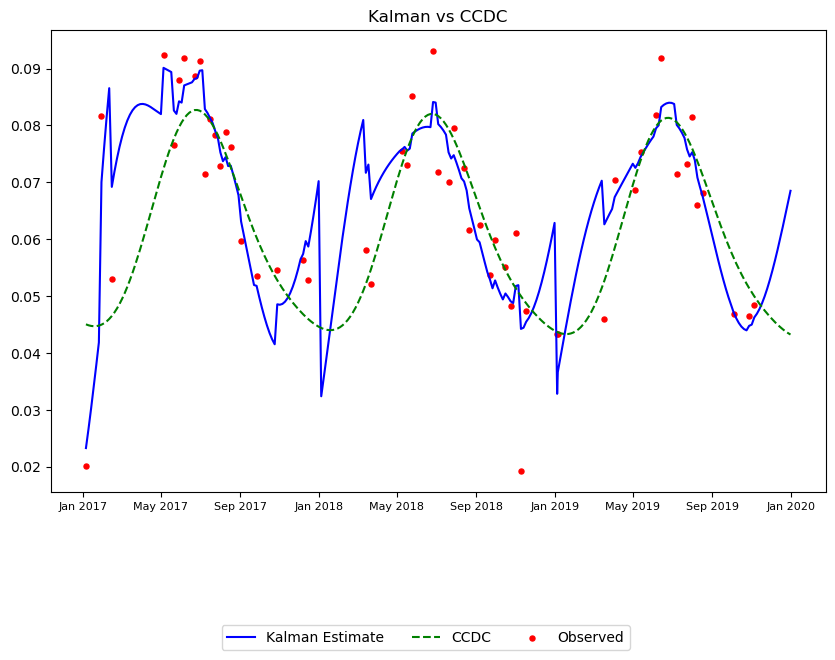 Kalman vs CCDC
0.09
0.08
0.07
0.06
0.05
0.04
0.03
0.02
Jan 2017 May 2017 Sep 2017 Jan 2018 May 2018 Sep 2018 Jan 2019 May 2019 Sep 2019 Jan 2020
Kalman Estimate CCDC Observed